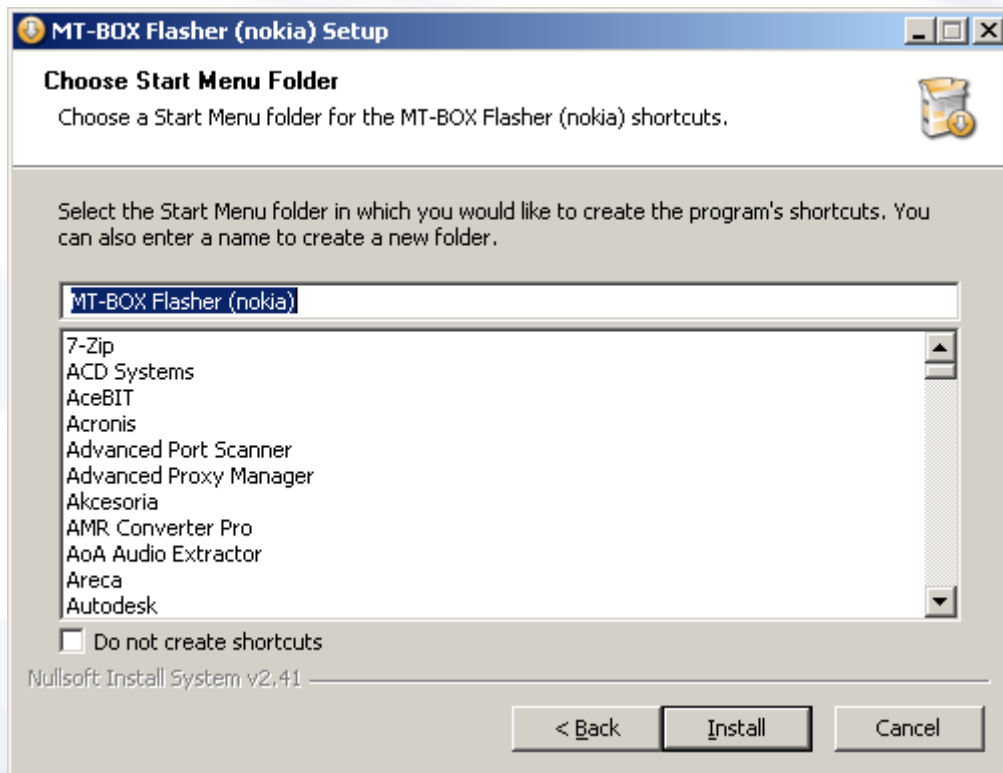 MT-BOX Flasher (nokia) Setup
Choose Start Menu Folder
Choose a Start Menu folder for the MT-BOX Flasher (nokia) shortcuts.
Select the Start Menu folder in which you would like to create the program's shortcuts. You
can also enter a name to create a new folder.
MT-BOX Flasher (nokia)
7-Zip
ACD Systems
AceBIT
Acronis
Advanced Port Scanner
Advanced Proxy Manager
Akcesoria
AMR Converter Pro
AoA Audio Extractor
Areca
Autodesk
Do not create shortcuts
Nullsoft Install System v2.41
< Back
Install
Cancel